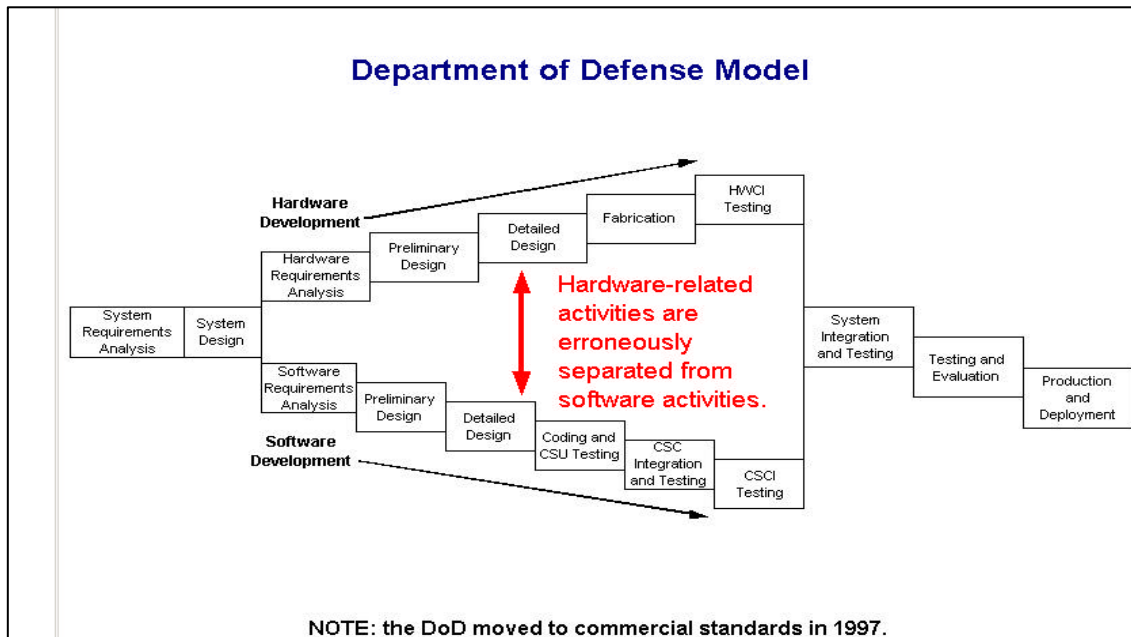 Department of Defense Model
Hardware
Development
HWCI
Testing
Fabrication
Detailed
Design
Preliminary
Design
Hardware
Requirements
Analysis
Hardware-related
activities are
erroneously
separated from
software activities.
System
Requirements
Analysis
System
Design
Software
Requirements
Analysis
Preliminary
Design
Detailed
Design
Coding and
CSU Testing
CSC
Integration
and Testing
CSCI
Testing
Software
Development
System
Integration
and Testing
Testing and
Evaluation
Production
and
Deployment
NOTE: the DoD moved to commercial standards in 1997.